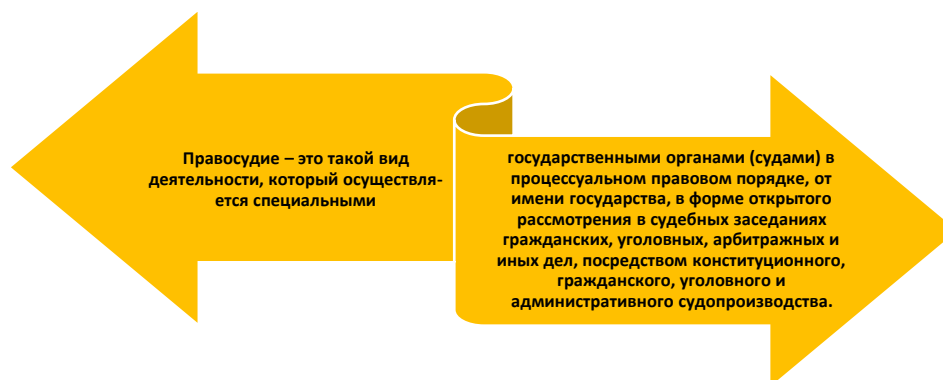 Правосудие – это такой вид
деятельности, который осуществля-
ется специальными
государственными органами (судами) в
процессуальном правовом порядке, от
имени государства, в форме открытого
рассмотрения в судебных заседаниях
гражданских, уголовных, арбитражных и
иных дел, посредством конституционного,
гражданского, уголовного и
административного судопроизводства.